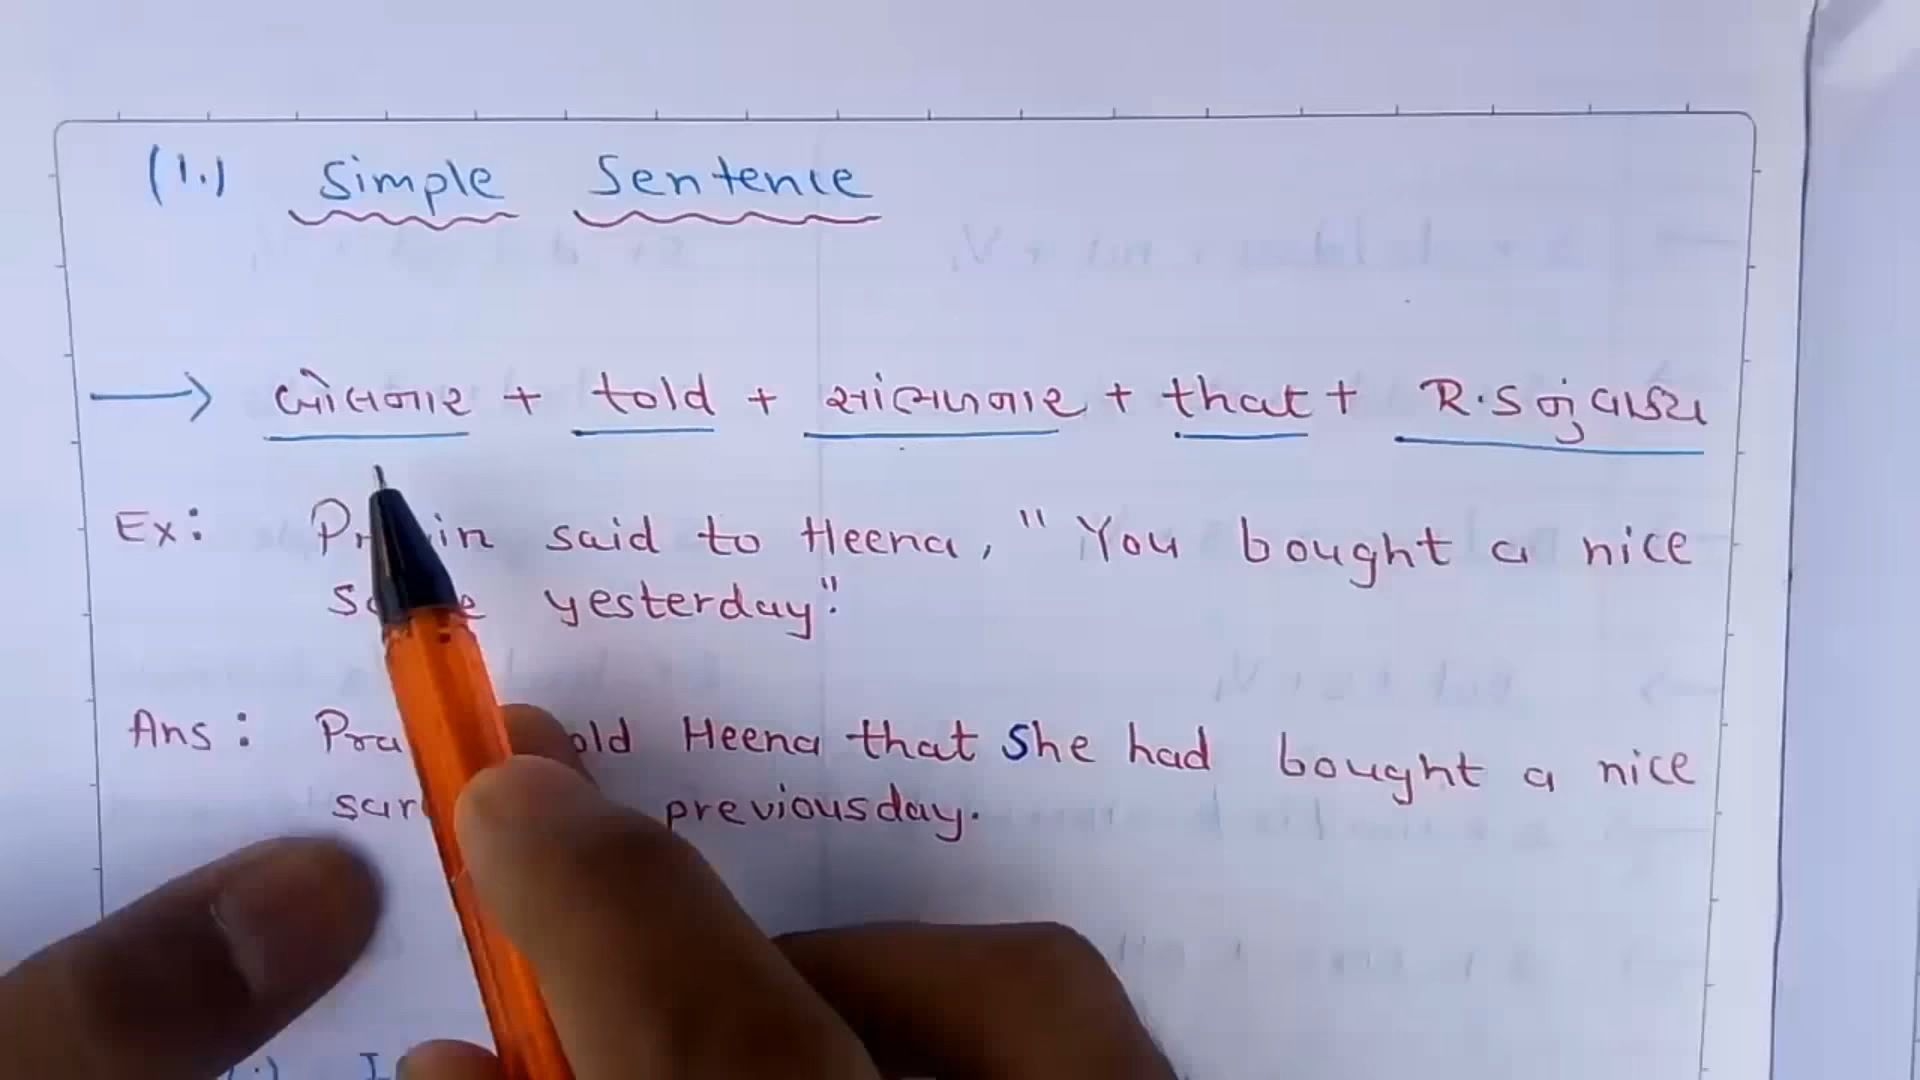 (1.) Simple Sentence
→ બોલનાર + told + સાંભળનાર + that + R.S નું વાક્ય
Ex: said to Heena, "You bought a nice
yesterday".
Ans: Heena that She had bought a nice
previousday.